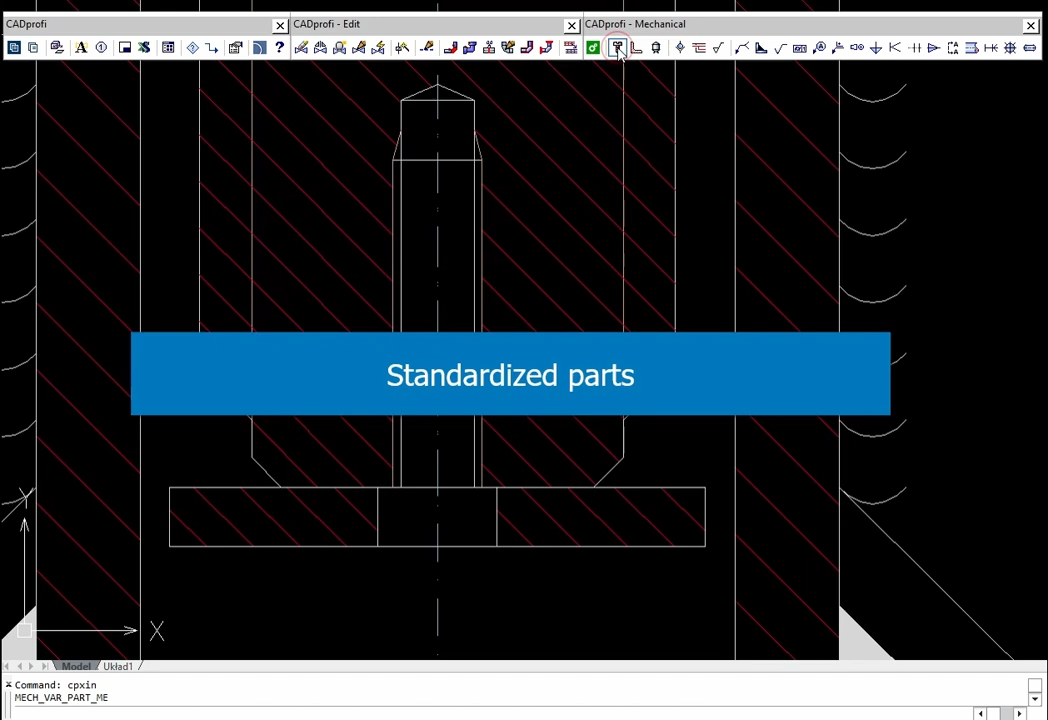 CADprofi
CADprofi - Edit
CADprofi - Mechanical
Standardized parts
Y
X
Model
Układ1
Command: cpxin
MECH_VAR_PART_ME